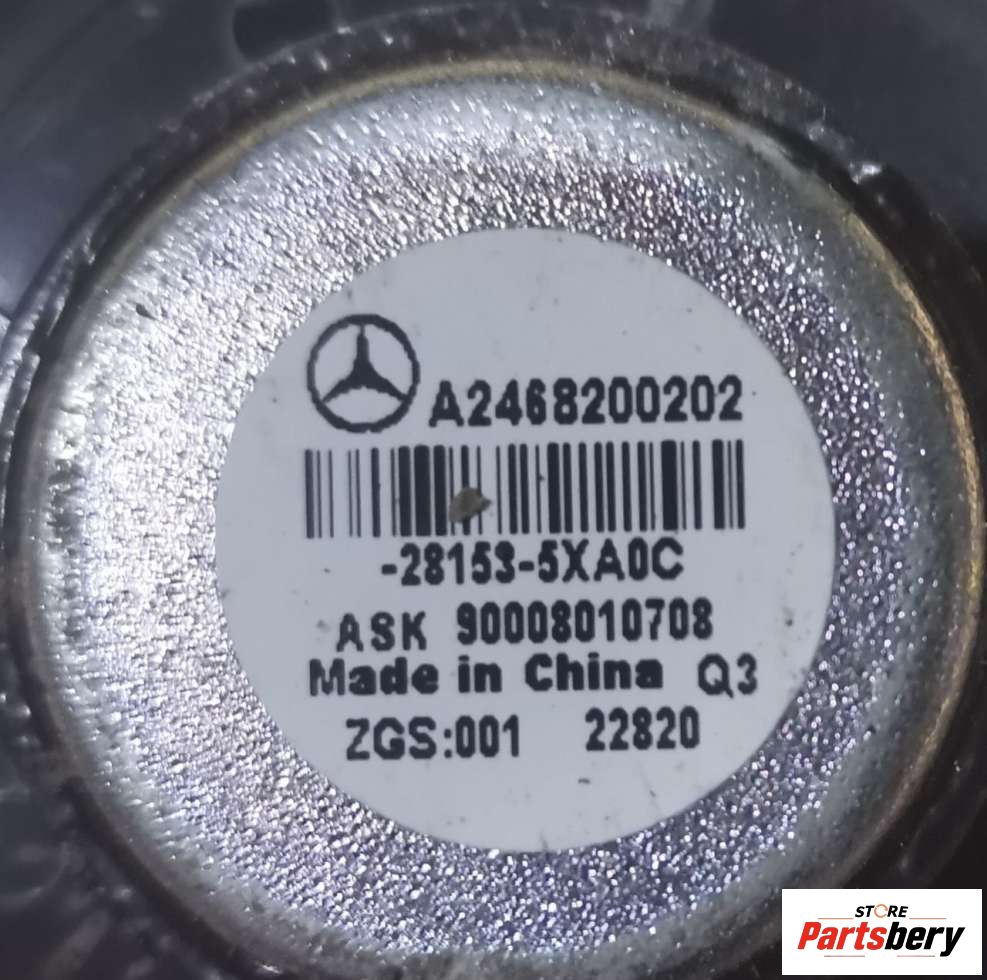 A2468200202
-28153-5XA0C
ASK 90008010708
Made in China Q3
ZGS:001 22820
STORE
Partsbery